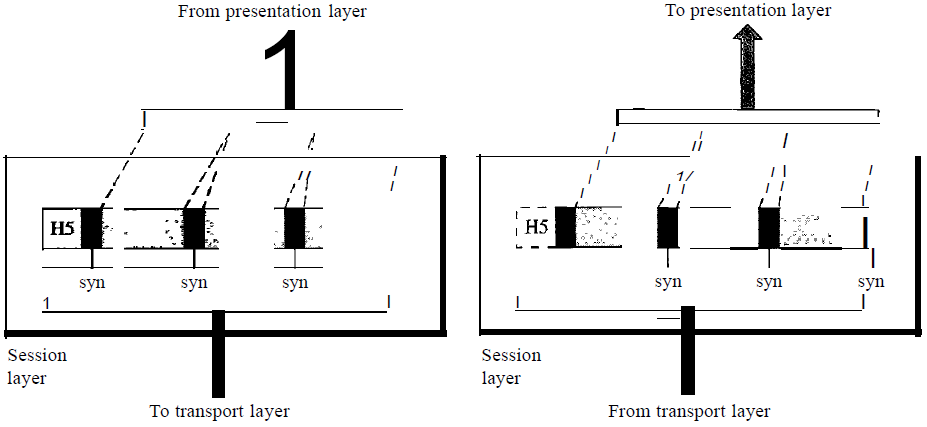 From presentation layer
H5
syn
syn
syn
Session
layer
To transport layer
To presentation layer
H5
syn
syn
syn
Session
layer
From transport layer